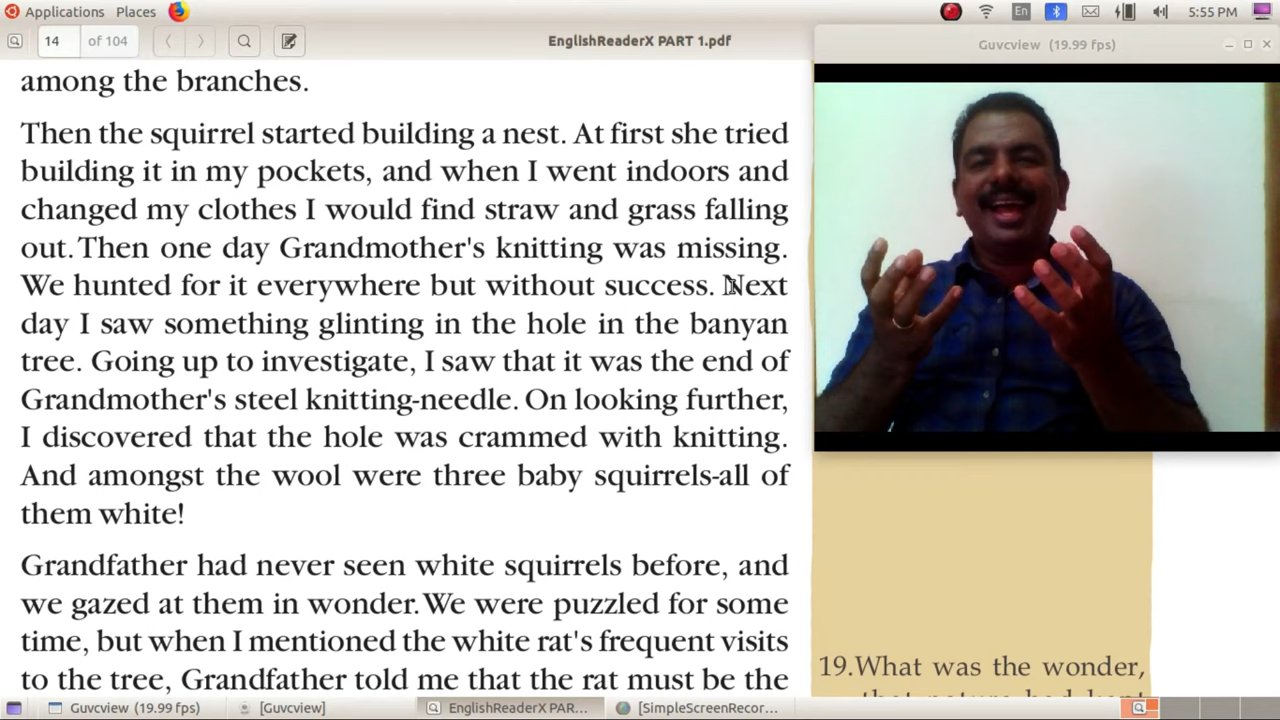 Applications Places
En
5:55 PM
14 of 104
EnglishReaderX PART 1.pdf
Guvcview (19.99 fps)
among the branches.
Then the squirrel started building a nest. At first she tried
building it in my pockets, and when I went indoors and
changed my clothes I would find straw and grass falling
out. Then one day Grandmother's knitting was missing.
We hunted for it everywhere but without success. Next
day I saw something glinting in the hole in the banyan
tree. Going up to investigate, I saw that it was the end of
Grandmother's steel knitting-needle. On looking further,
I discovered that the hole was crammed with knitting.
And amongst the wool were three baby squirrels-all of
them white!
Grandfather had never seen white squirrels before, and
we gazed at them in wonder. We were puzzled for some
time, but when I mentioned the white rat's frequent visits
to the tree, Grandfather told me that the rat must be the
19.What was the wonder,
that nature had kept
Guvcview (19.99 fps)
[Guvcview]
EnglishReaderX PAR...
[SimpleScreenRecor...